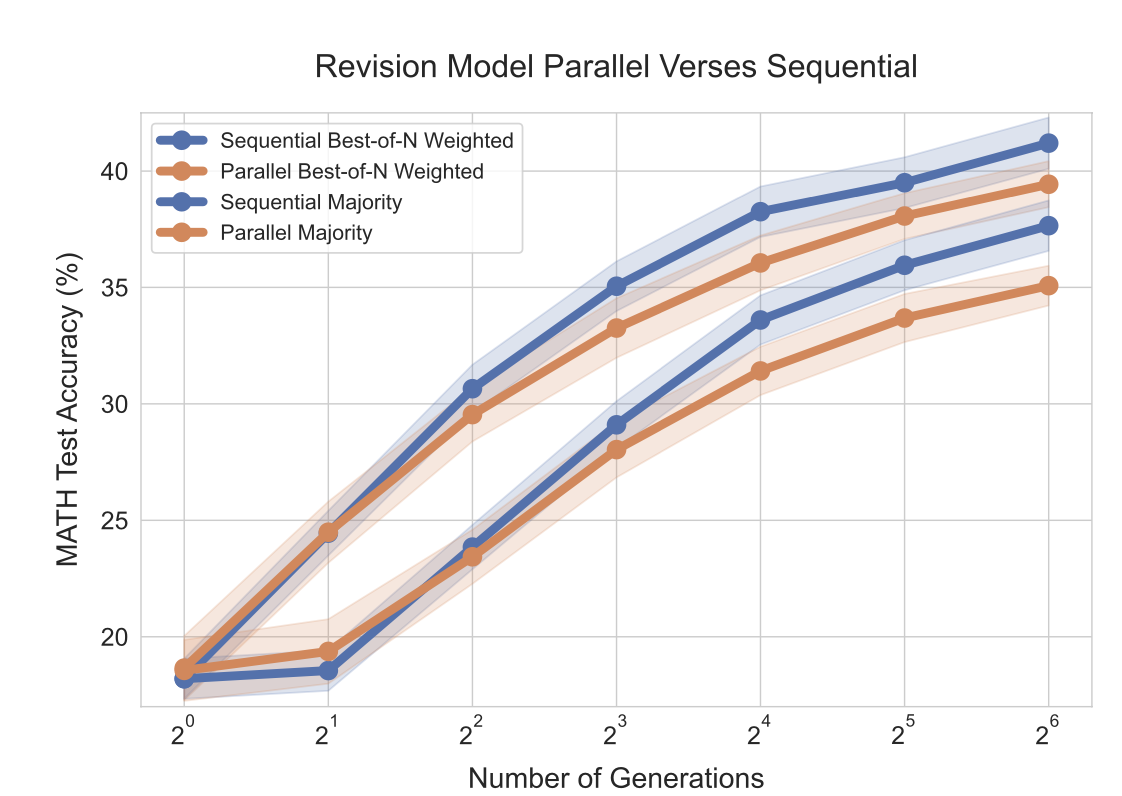 Revision Model Parallel Verses Sequential
Sequential Best-of-N Weighted
Parallel Best-of-N Weighted
Sequential Majority
Parallel Majority
MATH Test Accuracy (%)
40
35
30
25
20
2^0 2^1 2^2 2^3 2^4 2^5 2^6
Number of Generations